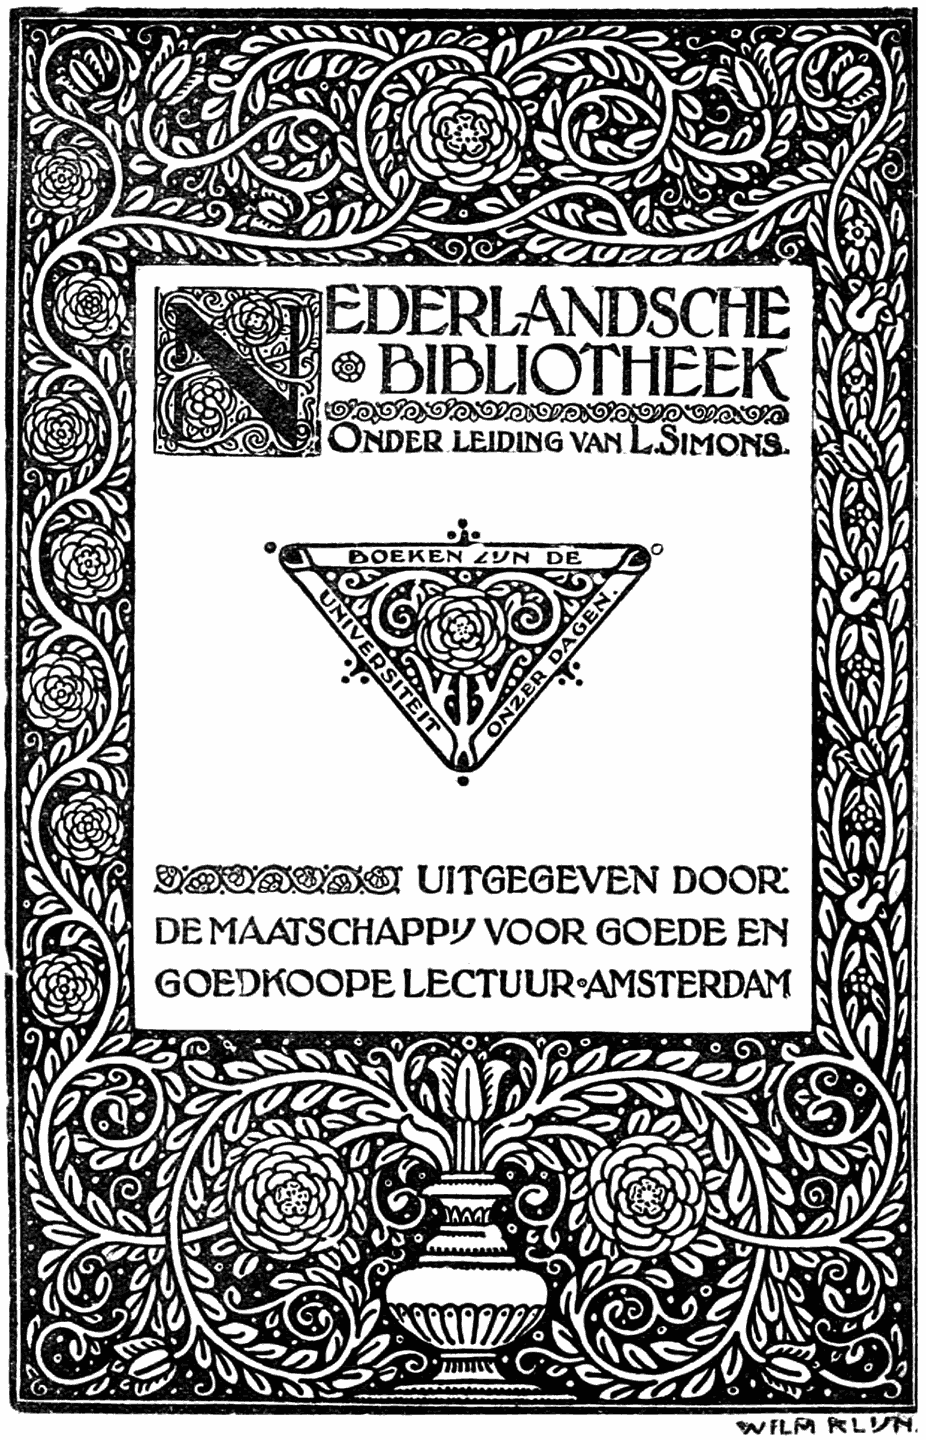 NEDERLANDSCHE
BIBLIOTHEEK
ONDER LEIDING VAN L. SIMONS.
BOEKEN ZIJN DE
UNIVERSITEIT
ONZER DAGEN.
UITGEGEVEN DOOR:
DE MAATSCHAPPIJ VOOR GOEDE EN
GOEDKOOPE LECTUUR • AMSTERDAM
WILM KLIJN.